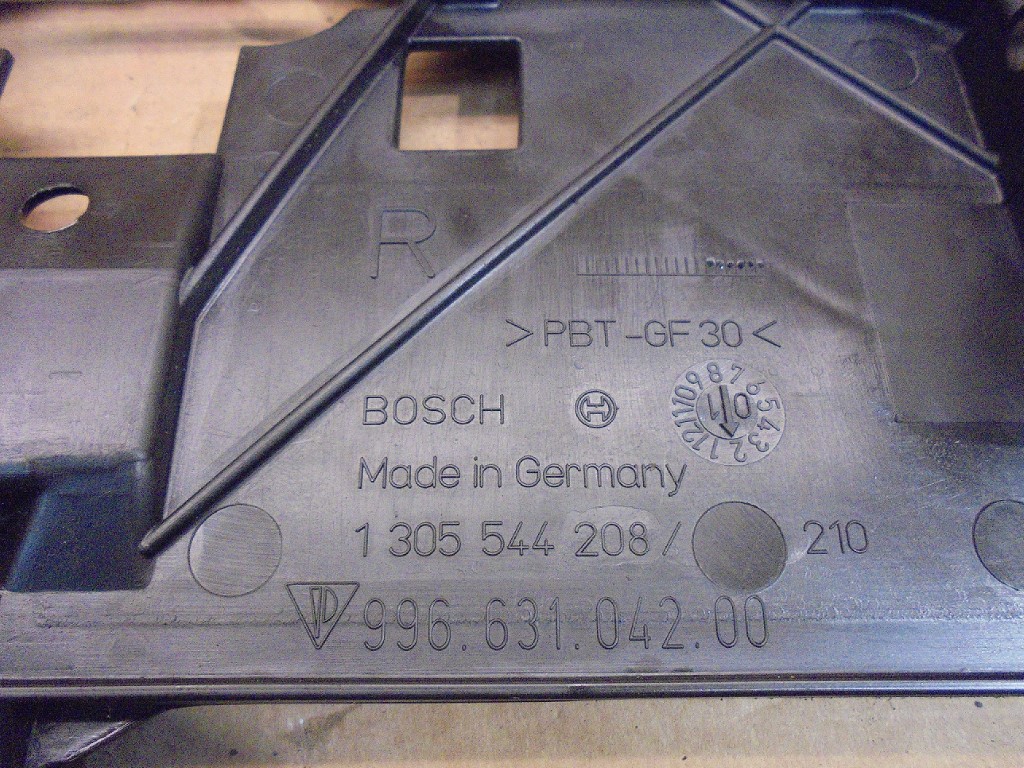 R
>PBT-GF30<
BOSCH
Made in Germany
1 305 544 208/ 210
996.631.042.00